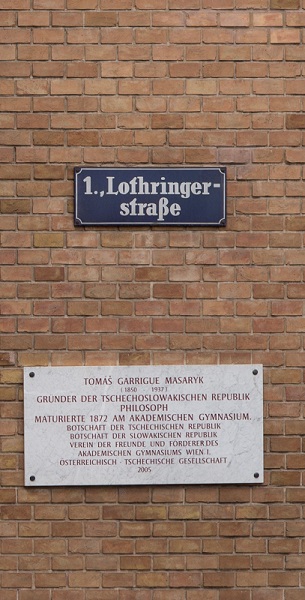 1., Lothringer-
straße
TOMÁŠ GARRIGUE MASARYK
(1850 1937)
GRÜNDER DER TSCHECHOSLOWAKISCHEN REPUBLIK
PHILOSOPH
MATURIERTE 1872 AM AKADEMISCHEN GYMNASIUM.
BOTSCHAFT DER TSCHECHISCHEN REPUBLIK
BOTSCHAFT DER SLOWAKISCHEN REPUBLIK
VEREIN DER FREUNDE UND FÖRDERER DES
AKADEMISCHEN GYMNASIUMS WIEN I.
ÖSTERREICHISCH - TSCHECHISCHE GESELLSCHAFT
2005